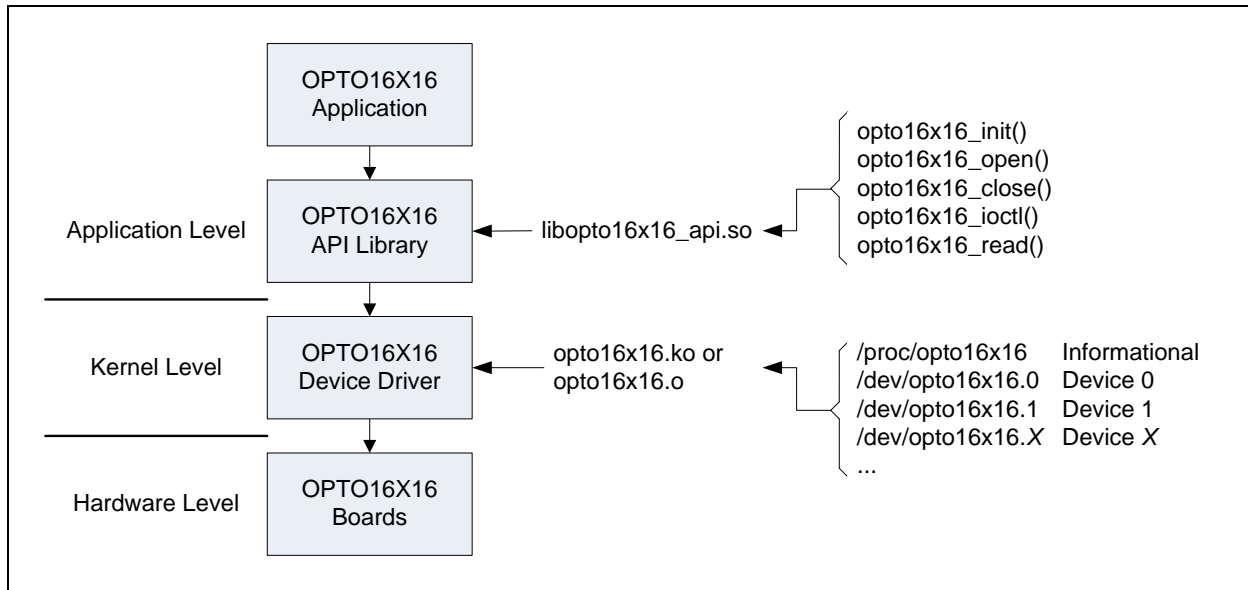 OPTO16X16
Application
Application Level
OPTO16X16
API Library
libopto16x16_api.so
opto16x16_init()
opto16x16_open()
opto16x16_close()
opto16x16_ioctl()
opto16x16_read()
Kernel Level
OPTO16X16
Device Driver
opto16x16.ko or
opto16x16.o
/proc/opto16x16 Informational
/dev/opto16x16.0 Device 0
/dev/opto16x16.1 Device 1
/dev/opto16x16.X Device X
...
Hardware Level
OPTO16X16
Boards